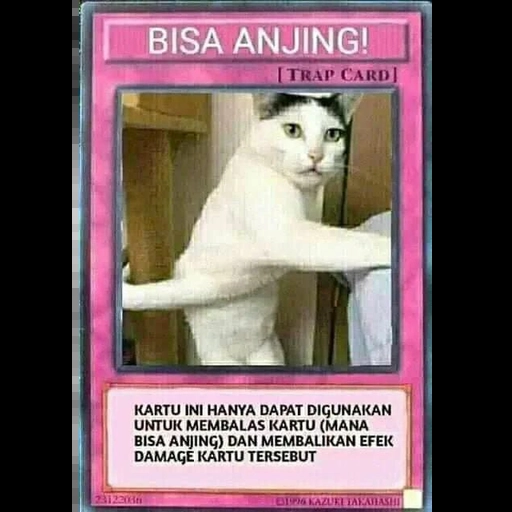 BISA ANJING!
[TRAP CARD]
KARTU INI HANYA DAPAT DIGUNAKAN
UNTUK MEMBALAS KARTU (MANA
BISA ANJING) DAN MEMBALIKAN EFEK
DAMAGE KARTU TERSEBUT
23122036
©1996 KAZUKI TAKAHASHI